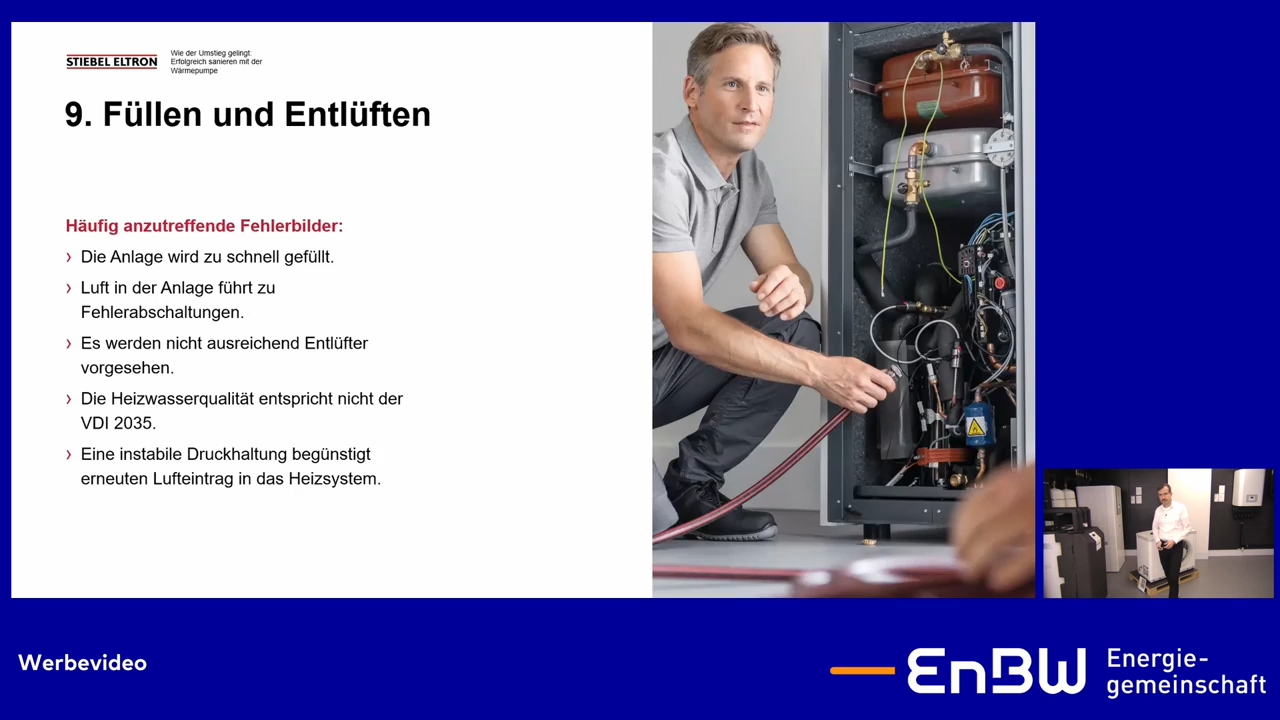 STIEBEL ELTRON
Wie der Umstieg gelingt:
Erfolgreich sanieren mit der
Wärmepumpe
9. Füllen und Entlüften
Häufig anzutreffende Fehlerbilder:
› Die Anlage wird zu schnell gefüllt.
› Luft in der Anlage führt zu
Fehlerabschaltungen.
› Es werden nicht ausreichend Entlüfter
vorgesehen.
› Die Heizwasserqualität entspricht nicht der
VDI 2035.
› Eine instabile Druckhaltung begünstigt
erneuten Lufteintrag in das Heizsystem.
Werbevideo
EnBW
Energie-
gemeinschaft